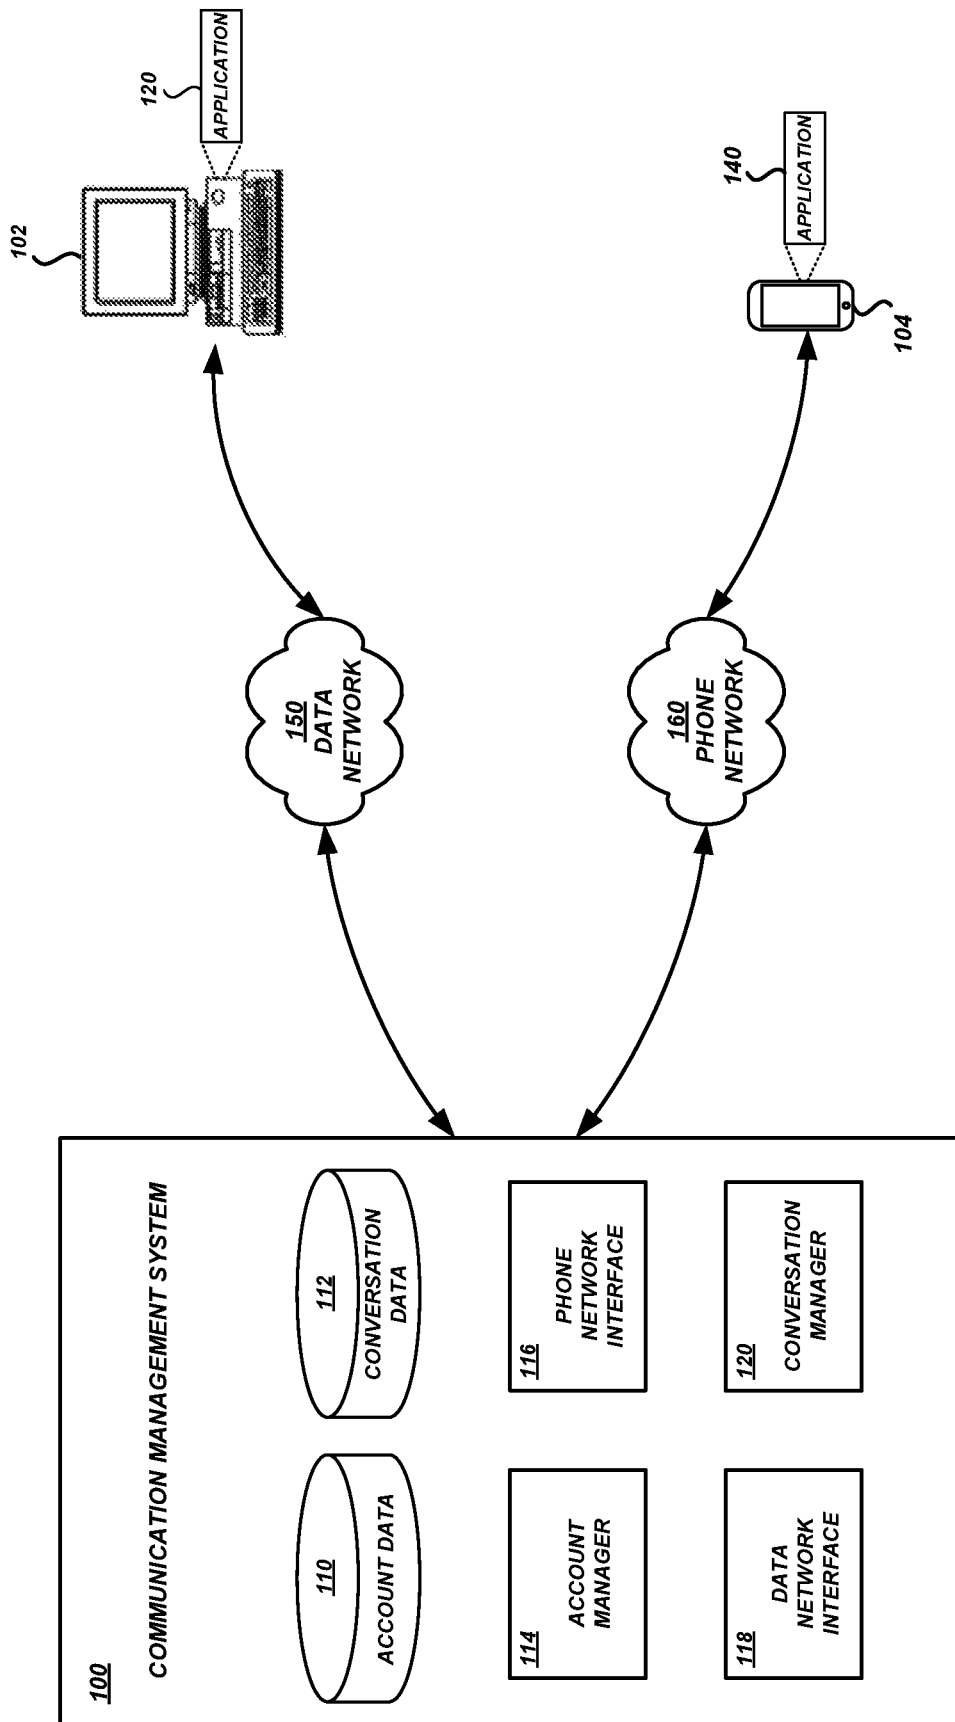 100
COMMUNICATION MANAGEMENT SYSTEM
110
ACCOUNT DATA
112
CONVERSATION
DATA
114
ACCOUNT
MANAGER
116
PHONE
NETWORK
INTERFACE
118
DATA
NETWORK
INTERFACE
120
CONVERSATION
MANAGER
150
DATA
NETWORK
160
PHONE
NETWORK
102
120
APPLICATION
104
140
APPLICATION